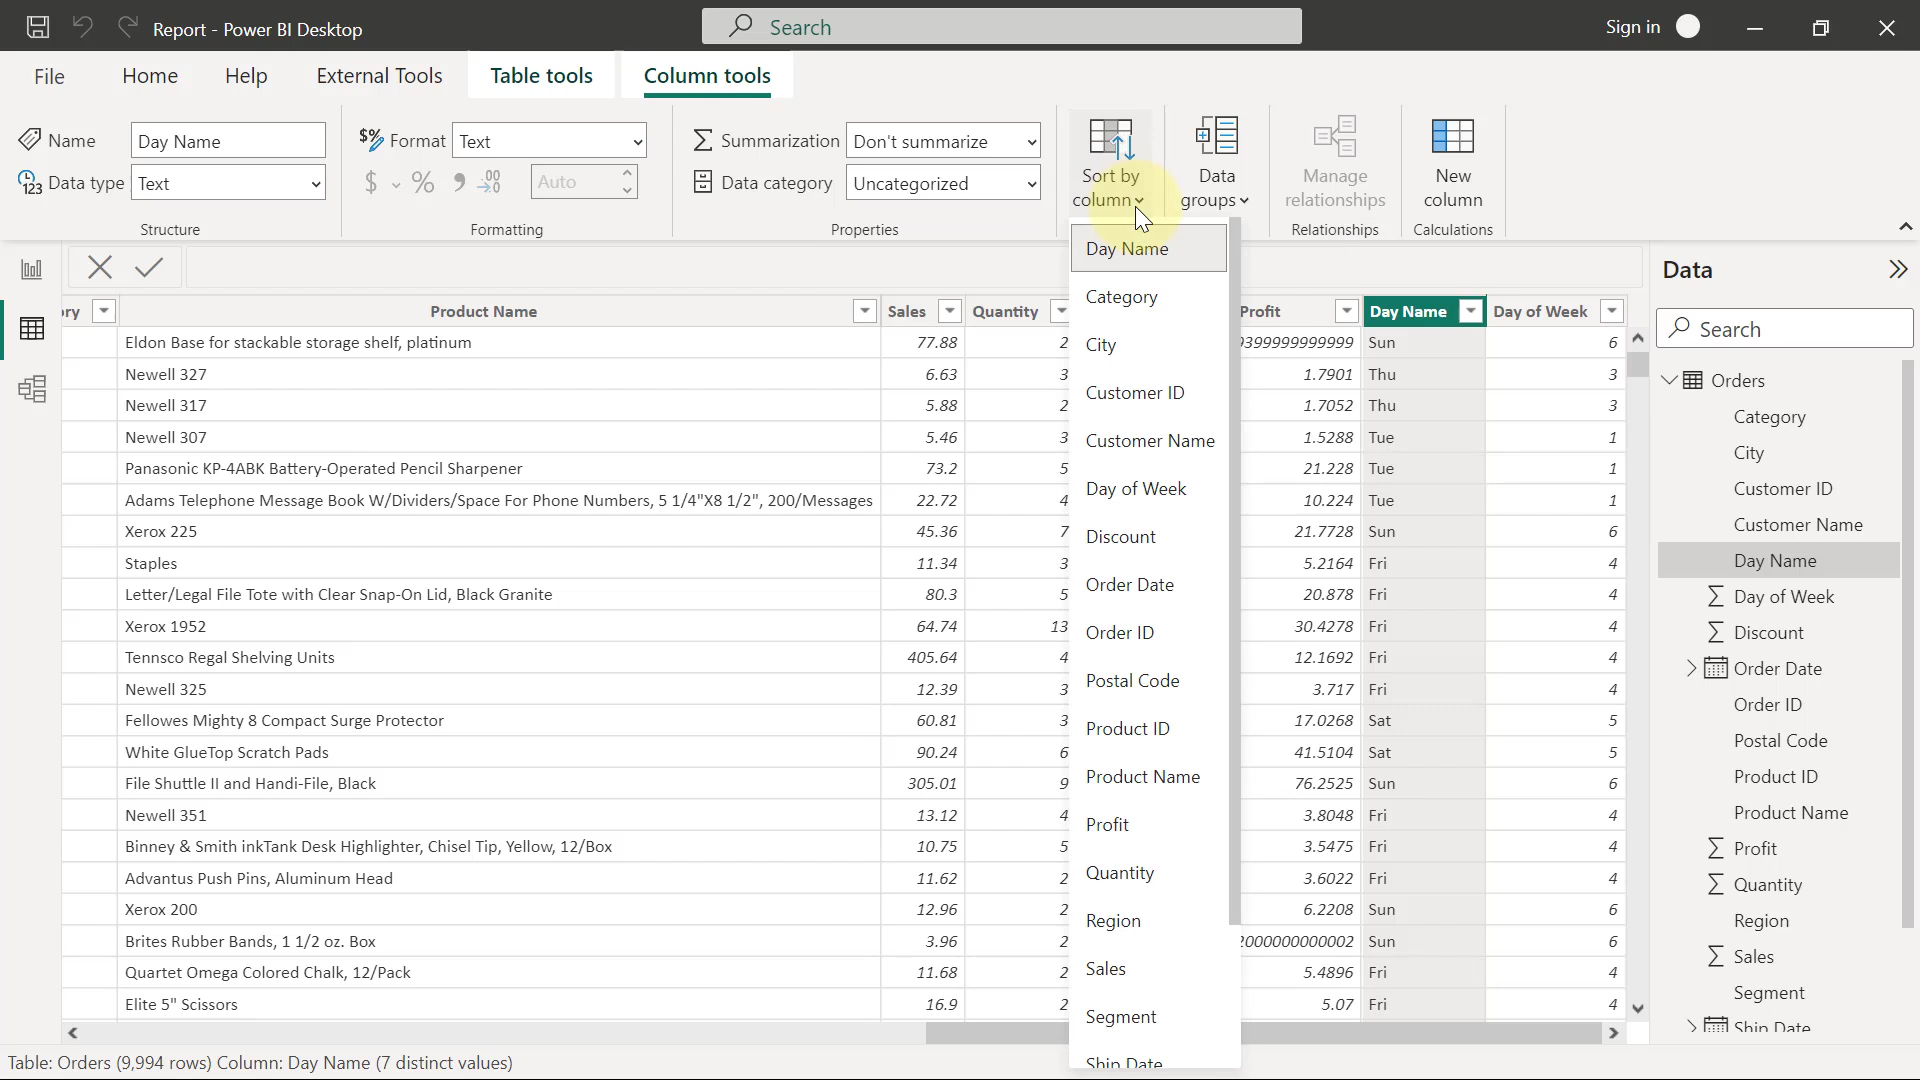 Report - Power BI Desktop
Search
Sign in
File
Home
Help
External Tools
Table tools
Column tools
Name
Day Name
$% Format
Text
Summarization
Don't summarize
Sort by
column
Data
groups
Manage
relationships
New
column
123 Data type
Text
$
%
Auto
Data category
Uncategorized
Structure
Formatting
Properties
Relationships
Calculations
Day Name
Category
City
Customer ID
Customer Name
Day of Week
Discount
Order Date
Order ID
Postal Code
Product ID
Product Name
Profit
Quantity
Region
Sales
Segment
Ship Date
ory Product Name Sales Quantity Profit Day Name Day of Week
Eldon Base for stackable storage shelf, platinum 77.88 2 9399999999999 Sun 6
Newell 327 6.63 3 1.7901 Thu 3
Newell 317 5.88 2 1.7052 Thu 3
Newell 307 5.46 3 1.5288 Tue 1
Panasonic KP-4ABK Battery-Operated Pencil Sharpener 73.2 5 21.228 Tue 1
Adams Telephone Message Book W/Dividers/Space For Phone Numbers, 5 1/4"X8 1/2", 200/Messages 22.72 4 10.224 Tue 1
Xerox 225 45.36 7 21.7728 Sun 6
Staples 11.34 3 5.2164 Fri 4
Letter/Legal File Tote with Clear Snap-On Lid, Black Granite 80.3 5 20.878 Fri 4
Xerox 1952 64.74 13 30.4278 Fri 4
Tennsco Regal Shelving Units 405.64 4 12.1692 Fri 4
Newell 325 12.39 3 3.717 Fri 4
Fellowes Mighty 8 Compact Surge Protector 60.81 3 17.0268 Sat 5
White GlueTop Scratch Pads 90.24 6 41.5104 Sat 5
File Shuttle II and Handi-File, Black 305.01 9 76.2525 Sun 6
Newell 351 13.12 4 3.8048 Fri 4
Binney & Smith inkTank Desk Highlighter, Chisel Tip, Yellow, 12/Box 10.75 5 3.5475 Fri 4
Advantus Push Pins, Aluminum Head 11.62 2 3.6022 Fri 4
Xerox 200 12.96 2 6.2208 Sun 6
Brites Rubber Bands, 1 1/2 oz. Box 3.96 2 2000000000002 Sun 6
Quartet Omega Colored Chalk, 12/Pack 11.68 2 5.4896 Fri 4
Elite 5" Scissors 16.9 2 5.07 Fri 4
Data
Search
Orders
Category
City
Customer ID
Customer Name
Day Name
Day of Week
Discount
Order Date
Order ID
Postal Code
Product ID
Product Name
Profit
Quantity
Region
Sales
Segment
Ship Date
Table: Orders (9,994 rows) Column: Day Name (7 distinct values)